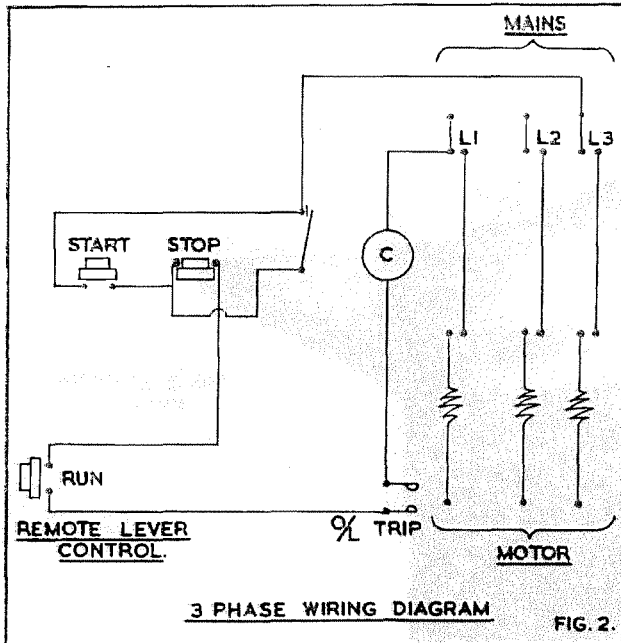 MAINS
L1 L2 L3
START STOP
C
RUN
REMOTE LEVER
CONTROL.
O/L TRIP
MOTOR
3 PHASE WIRING DIAGRAM
FIG. 2.